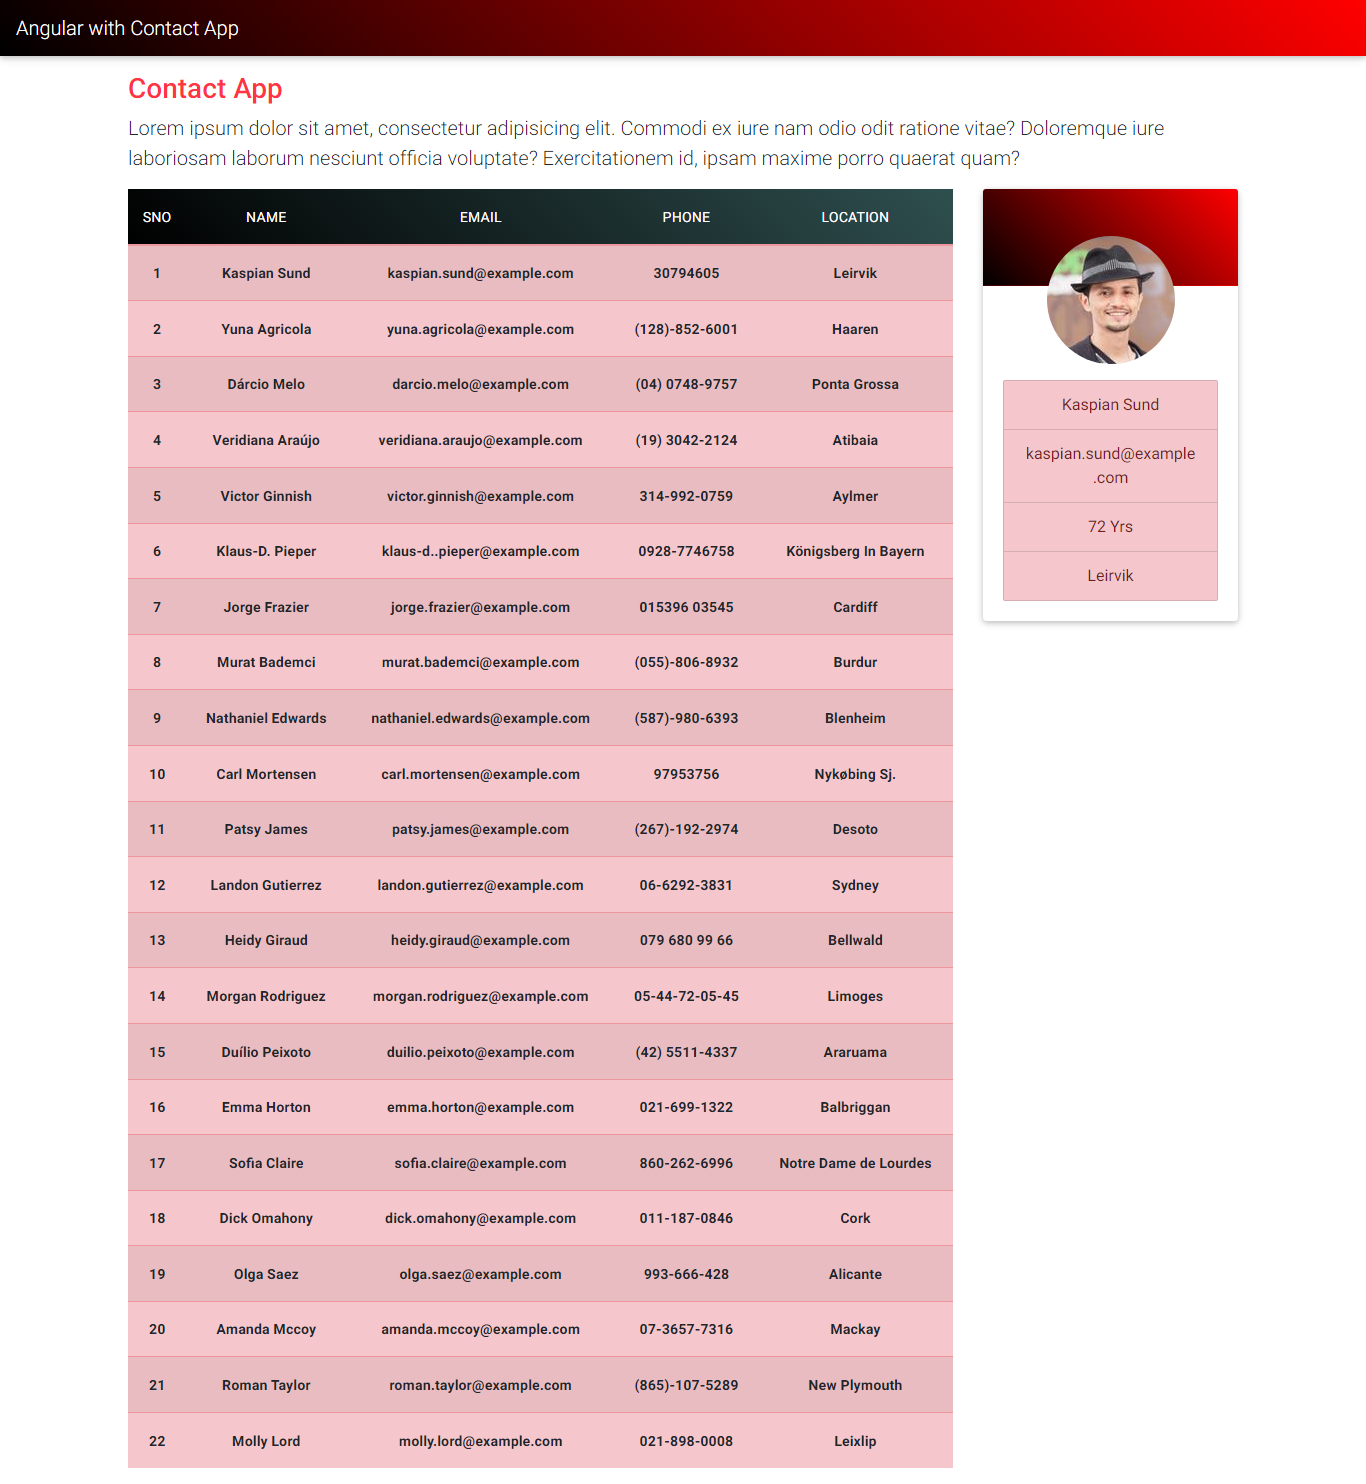 Angular with Contact App
Contact App
Lorem ipsum dolor sit amet, consectetur adipisicing elit. Commodi ex iure nam odio odit ratione vitae? Doloremque iure
laboriosam laborum nesciunt officia voluptate? Exercitationem id, ipsam maxime porro quaerat quam?
SNO NAME EMAIL PHONE LOCATION
1 Kaspian Sund kaspian.sund@example.com 30794605 Leirvik
2 Yuna Agricola yuna.agricola@example.com (128)-852-6001 Haaren
3 Dárcio Melo darcio.melo@example.com (04) 0748-9757 Ponta Grossa
4 Veridiana Araújo veridiana.araujo@example.com (19) 3042-2124 Atibaia
5 Victor Ginnish victor.ginnish@example.com 314-992-0759 Aylmer
6 Klaus-D. Pieper klaus-d..pieper@example.com 0928-7746758 Königsberg In Bayern
7 Jorge Frazier jorge.frazier@example.com 015396 03545 Cardiff
8 Murat Bademci murat.bademci@example.com (055)-806-8932 Burdur
9 Nathaniel Edwards nathaniel.edwards@example.com (587)-980-6393 Blenheim
10 Carl Mortensen carl.mortensen@example.com 97953756 Nykøbing Sj.
11 Patsy James patsy.james@example.com (267)-192-2974 Desoto
12 Landon Gutierrez landon.gutierrez@example.com 06-6292-3831 Sydney
13 Heidy Giraud heidy.giraud@example.com 079 680 99 66 Bellwald
14 Morgan Rodriguez morgan.rodriguez@example.com 05-44-72-05-45 Limoges
15 Duílio Peixoto duilio.peixoto@example.com (42) 5511-4337 Araruama
16 Emma Horton emma.horton@example.com 021-699-1322 Balbriggan
17 Sofia Claire sofia.claire@example.com 860-262-6996 Notre Dame de Lourdes
18 Dick Omahony dick.omahony@example.com 011-187-0846 Cork
19 Olga Saez olga.saez@example.com 993-666-428 Alicante
20 Amanda Mccoy amanda.mccoy@example.com 07-3657-7316 Mackay
21 Roman Taylor roman.taylor@example.com (865)-107-5289 New Plymouth
22 Molly Lord molly.lord@example.com 021-898-0008 Leixlip
Kaspian Sund
kaspian.sund@example
.com
72 Yrs
Leirvik